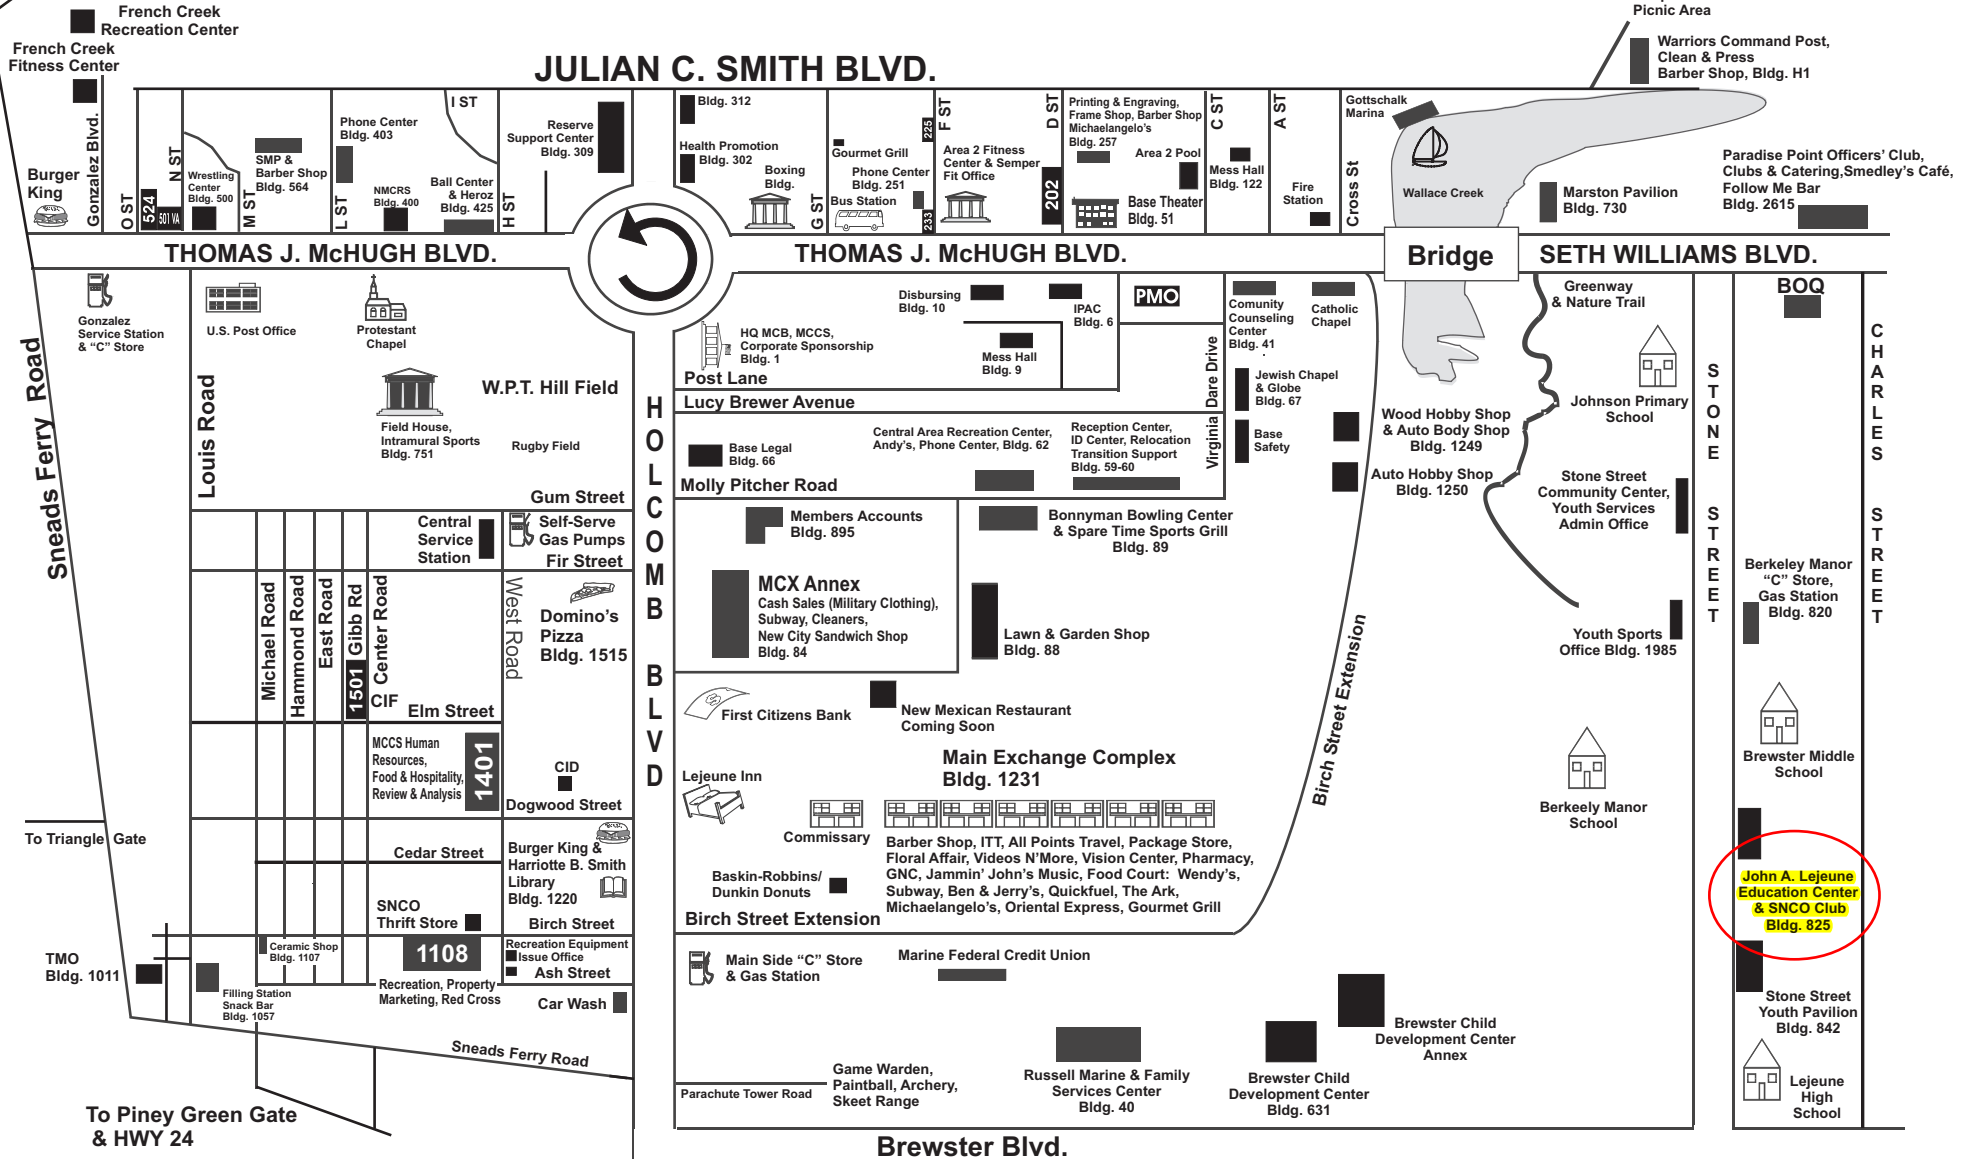 French Creek
Recreation Center
French Creek
Fitness Center
Picnic Area
Warriors Command Post,
Clean & Press
Barber Shop, Bldg. H1
JULIAN C. SMITH BLVD.
Burger
King
Gonzalez Blvd.
O ST
524
501 VA
N ST
Wrestling
Center
Bldg. 500
M ST
SMP &
Barber Shop
Bldg. 564
L ST
Phone Center
Bldg. 403
NMCRS
Bldg. 400
I ST
Ball Center
& Heroz
Bldg. 425
H ST
Reserve
Support Center
Bldg. 309
Bldg. 312
Health Promotion
Bldg. 302
Boxing
Bldg.
G ST
Gourmet Grill
Phone Center
Bldg. 251
Bus Station
225
233
F ST
Area 2 Fitness
Center & Semper
Fit Office
D ST
202
Printing & Engraving,
Frame Shop, Barber Shop
Michaelangelo's
Bldg. 257
Area 2 Pool
Base Theater
Bldg. 51
C ST
Mess Hall
Bldg. 122
A ST
Fire
Station
Cross St
Gottschalk
Marina
Wallace Creek
Marston Pavilion
Bldg. 730
Paradise Point Officers' Club,
Clubs & Catering,Smedley's Café,
Follow Me Bar
Bldg. 2615
THOMAS J. McHUGH BLVD.
THOMAS J. McHUGH BLVD.
Bridge
SETH WILLIAMS BLVD.
Sneads Ferry Road
Gonzalez
Service Station
& "C" Store
U.S. Post Office
Protestant
Chapel
Louis Road
W.P.T. Hill Field
Field House,
Intramural Sports
Bldg. 751
Rugby Field
Gum Street
HOLCOMB BLVD
HQ MCB, MCCS,
Corporate Sponsorship
Bldg. 1
Post Lane
Lucy Brewer Avenue
Disbursing
Bldg. 10
IPAC
Bldg. 6
Mess Hall
Bldg. 9
PMO
Virginia Dare Drive
Comunity
Counseling
Center
Bldg. 41
Catholic
Chapel
Jewish Chapel
& Globe
Bldg. 67
Base
Safety
Base Legal
Bldg. 66
Central Area Recreation Center,
Andy's, Phone Center, Bldg. 62
Reception Center,
ID Center, Relocation
Transition Support
Bldg. 59-60
Molly Pitcher Road
Wood Hobby Shop
& Auto Body Shop
Bldg. 1249
Auto Hobby Shop
Bldg. 1250
Greenway
& Nature Trail
Johnson Primary
School
Stone Street
Community Center,
Youth Services
Admin Office
Youth Sports
Office Bldg. 1985
STONE STREET
BOQ
CHARLES STREET
Berkeley Manor
"C" Store,
Gas Station
Bldg. 820
Brewster Middle
School
Berkeely Manor
School
Central
Service
Station
Self-Serve
Gas Pumps
Fir Street
Michael Road
Hammond Road
East Road
1501 Gibb Rd
Center Road
CIF
Elm Street
West Road
Domino's
Pizza
Bldg. 1515
MCCS Human
Resources,
Food & Hospitality,
Review & Analysis
1401
CID
Dogwood Street
Members Accounts
Bldg. 895
MCX Annex
Cash Sales (Military Clothing),
Subway, Cleaners,
New City Sandwich Shop
Bldg. 84
Bonnyman Bowling Center
& Spare Time Sports Grill
Bldg. 89
Lawn & Garden Shop
Bldg. 88
First Citizens Bank
New Mexican Restaurant
Coming Soon
Birch Street Extension
Main Exchange Complex
Bldg. 1231
Lejeune Inn
Commissary
Barber Shop, ITT, All Points Travel, Package Store,
Floral Affair, Videos N'More, Vision Center, Pharmacy,
GNC, Jammin' John's Music, Food Court: Wendy's,
Subway, Ben & Jerry's, Quickfuel, The Ark,
Michaelangelo's, Oriental Express, Gourmet Grill
Baskin-Robbins/
Dunkin Donuts
Birch Street Extension
To Triangle Gate
Cedar Street
Burger King &
Harriotte B. Smith
Library
Bldg. 1220
SNCO
Thrift Store
Birch Street
John A. Lejeune
Education Center
& SNCO Club
Bldg. 825
TMO
Bldg. 1011
Ceramic Shop
Bldg. 1107
1108
Recreation Equipment
Issue Office
Ash Street
Filling Station
Snack Bar
Bldg. 1057
Recreation, Property
Marketing, Red Cross
Car Wash
Main Side "C" Store
& Gas Station
Marine Federal Credit Union
Stone Street
Youth Pavilion
Bldg. 842
Brewster Child
Development Center
Annex
Sneads Ferry Road
Game Warden,
Paintball, Archery,
Skeet Range
Parachute Tower Road
Russell Marine & Family
Services Center
Bldg. 40
Brewster Child
Development Center
Bldg. 631
Lejeune
High
School
To Piney Green Gate
& HWY 24
Brewster Blvd.